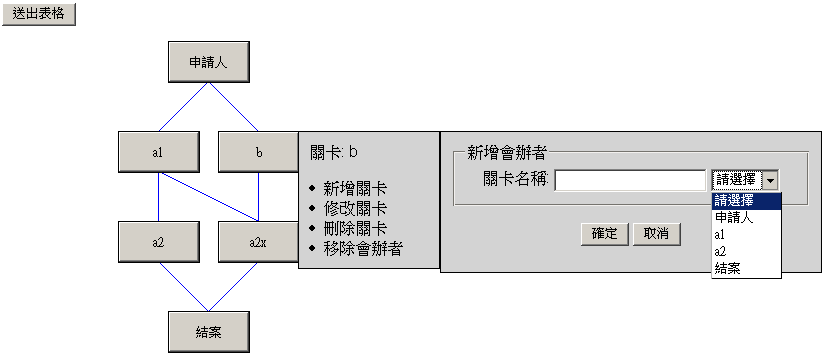 送出表格
申請人
a1
b
a2
a2x
結案
關卡: b
新增關卡
修改關卡
刪除關卡
移除會辦者
新增會辦者
關卡名稱:
請選擇
請選擇
申請人
a1
a2
結案
確定
取消